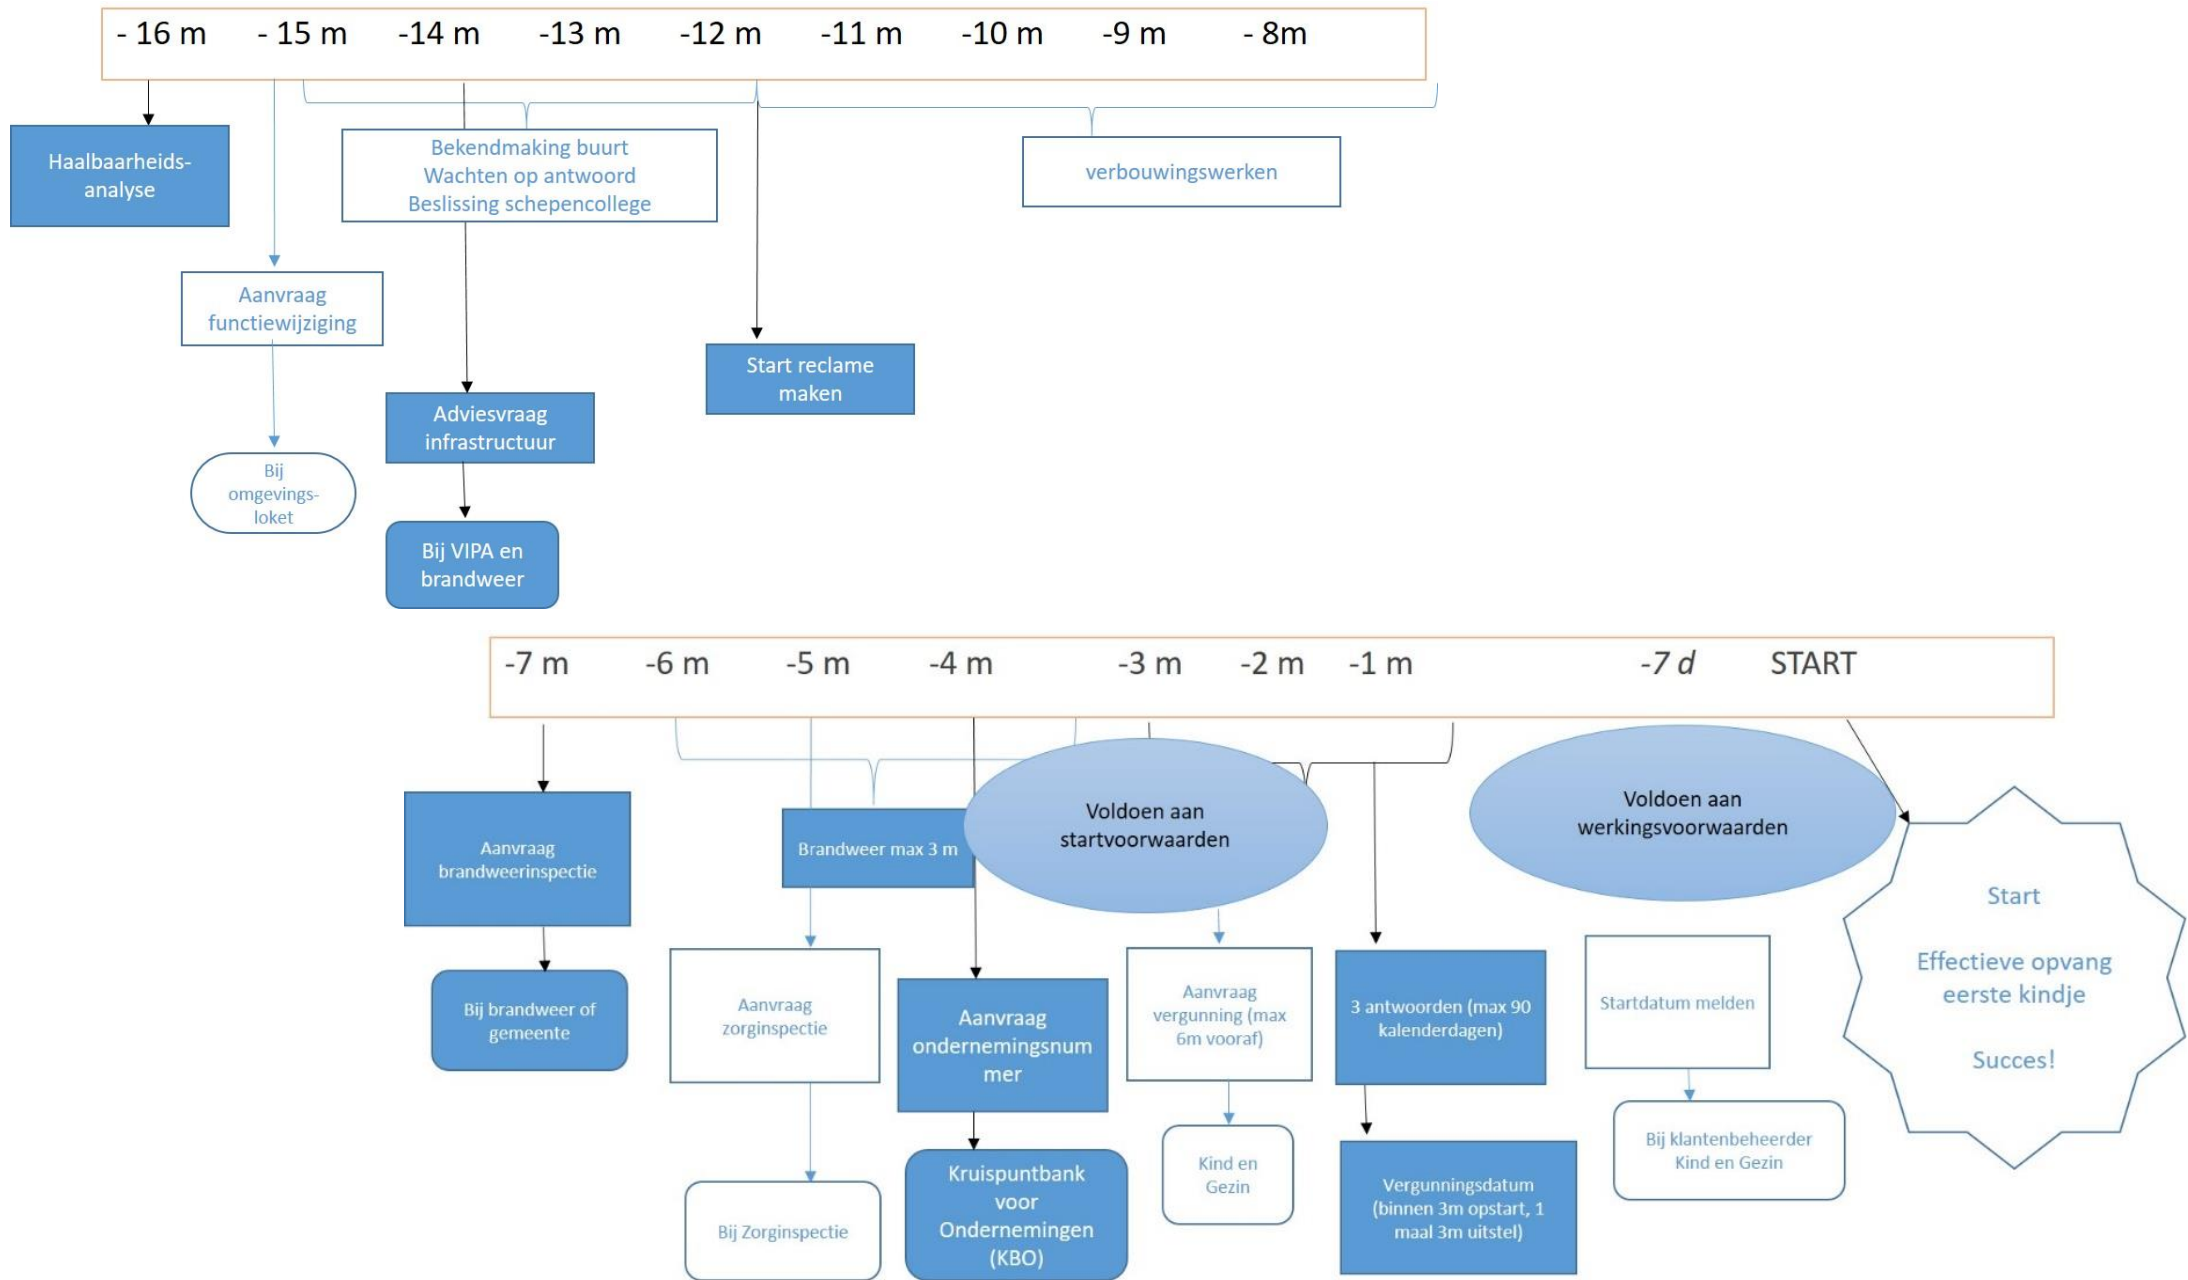 - 16 m - 15 m -14 m -13 m -12 m -11 m -10 m -9 m - 8m
Haalbaarheids-
analyse
Bekendmaking buurt
Wachten op antwoord
Beslissing schepencollege
verbouwingswerken
Aanvraag
functiewijziging
Start reclame
maken
Adviesvraag
infrastructuur
Bij
omgevings-
loket
Bij VIPA en
brandweer
-7 m -6 m -5 m -4 m -3 m -2 m -1 m -7 d START
Aanvraag
brandweerinspectie
Brandweer max 3 m
Voldoen aan
startvoorwaarden
Voldoen aan
werkingsvoorwaarden
Start
Effectieve opvang
eerste kindje
Succes!
Bij brandweer of
gemeente
Aanvraag
zorginspectie
Aanvraag
ondernemingsnum
mer
Aanvraag
vergunning (max
6m vooraf)
3 antwoorden (max 90
kalenderdagen)
Startdatum melden
Bij Zorginspectie
Kruispuntbank
voor
Ondernemingen
(KBO)
Kind en
Gezin
Vergunningsdatum
(binnen 3m opstart, 1
maal 3m uitstel)
Bij klantenbeheerder
Kind en Gezin